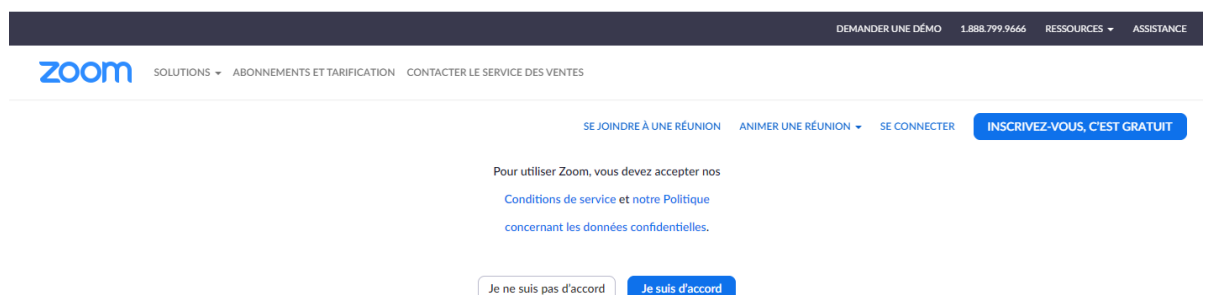 DEMANDER UNE DÉMO 1.888.799.9666 RESSOURCES ASSISTANCE
zoom SOLUTIONS ABONNEMENTS ET TARIFICATION CONTACTER LE SERVICE DES VENTES
SE JOINDRE À UNE RÉUNION ANIMER UNE RÉUNION SE CONNECTER INSCRIVEZ-VOUS, C'EST GRATUIT
Pour utiliser Zoom, vous devez accepter nos
Conditions de service et notre Politique
concernant les données confidentielles.
Je ne suis pas d'accord Je suis d'accord